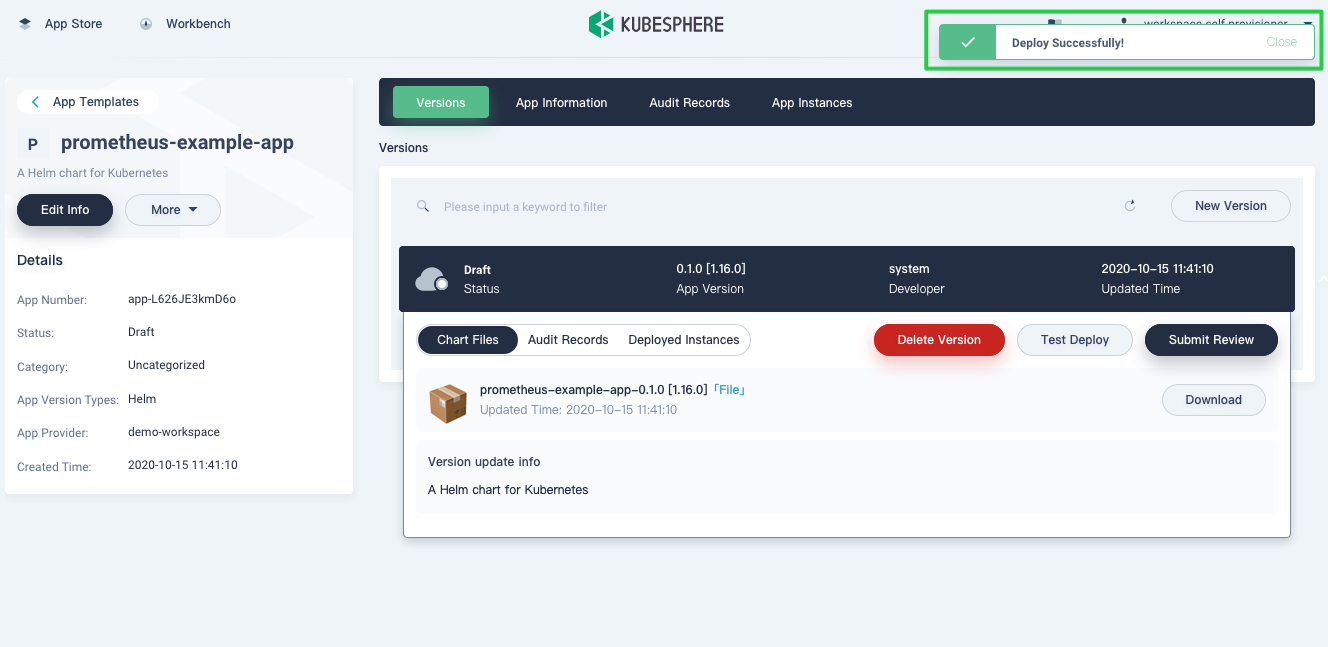 App Store
Workbench
KUBESPHERE
workspace self provisioner
Deploy Successfully!
Close
App Templates
P
prometheus-example-app
A Helm chart for Kubernetes
Edit Info
More
Details
App Number:
app-L626JE3kmD6o
Status:
Draft
Category:
Uncategorized
App Version Types:
Helm
App Provider:
demo-workspace
Created Time:
2020-10-15 11:41:10
Versions
App Information
Audit Records
App Instances
Versions
Please input a keyword to filter
New Version
Draft
Status
0.1.0 [1.16.0]
App Version
system
Developer
2020-10-15 11:41:10
Updated Time
Chart Files
Audit Records
Deployed Instances
Delete Version
Test Deploy
Submit Review
prometheus-example-app-0.1.0 [1.16.0]「File」
Updated Time: 2020-10-15 11:41:10
Download
Version update info
A Helm chart for Kubernetes